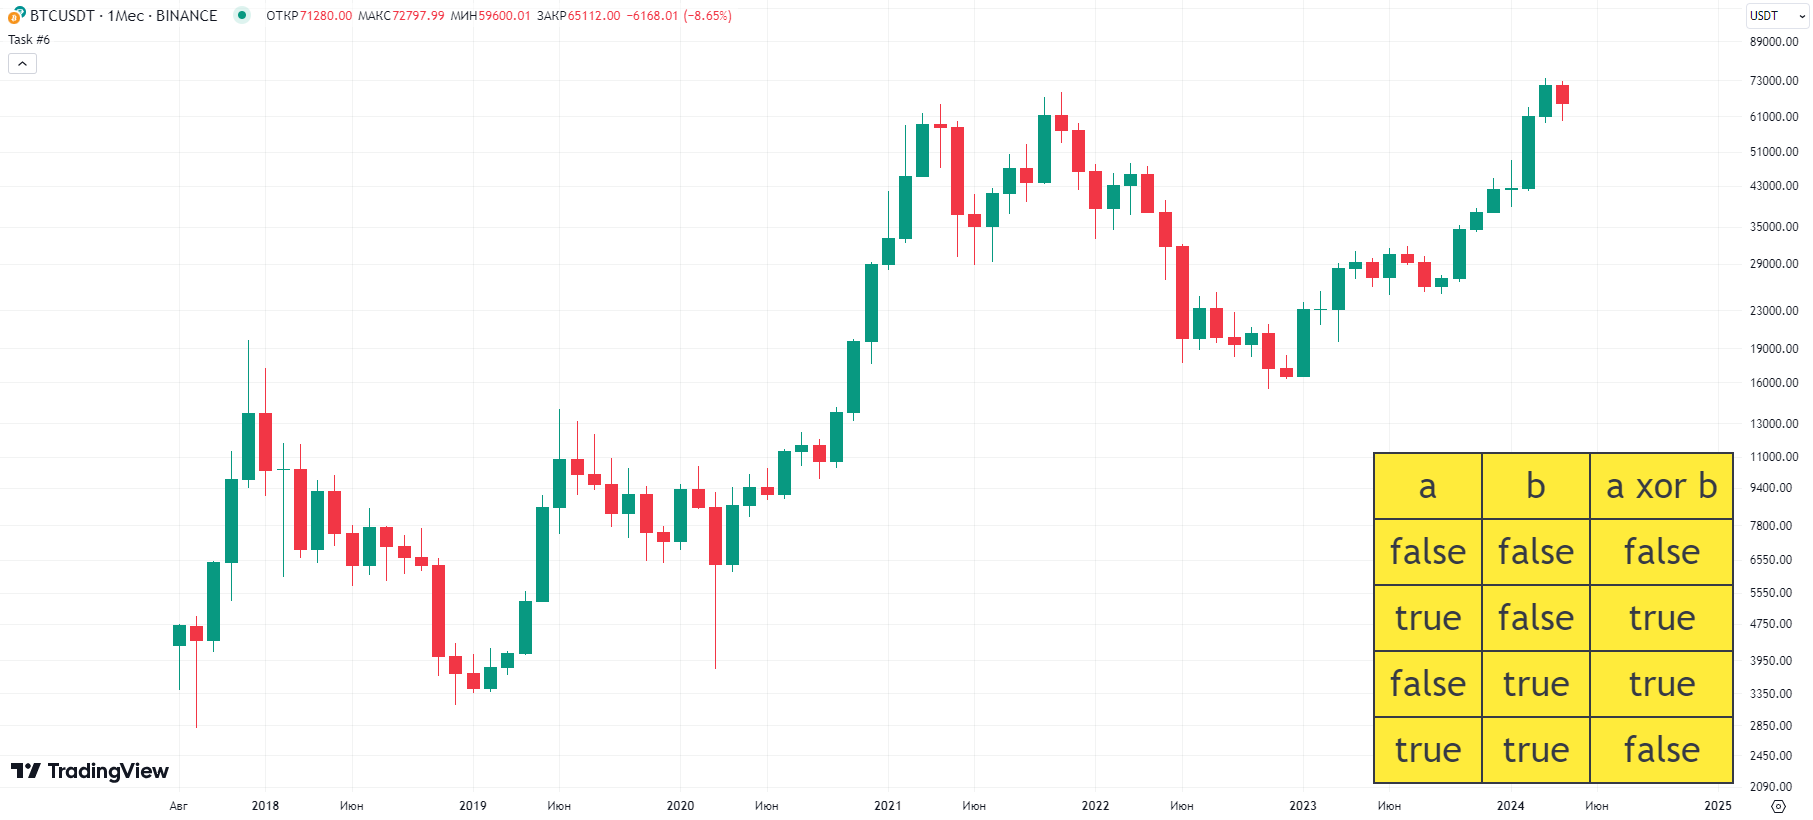 BTCUSDT · 1Мес · BINANCE ОТКР71280.00 МАКС72797.99 МИН59600.01 ЗАКР65112.00 −6168.01 (−8.65%)
Task #6
USDT
89000.00
73000.00
61000.00
51000.00
43000.00
35000.00
29000.00
23000.00
19000.00
16000.00
13000.00
11000.00
9400.00
7800.00
6550.00
5550.00
4750.00
3950.00
3350.00
2850.00
2450.00
2090.00
a b a xor b
false false false
true false true
false true true
true true false
TradingView
Авг 2018 Июн 2019 Июн 2020 Июн 2021 Июн 2022 Июн 2023 Июн 2024 Июн 2025